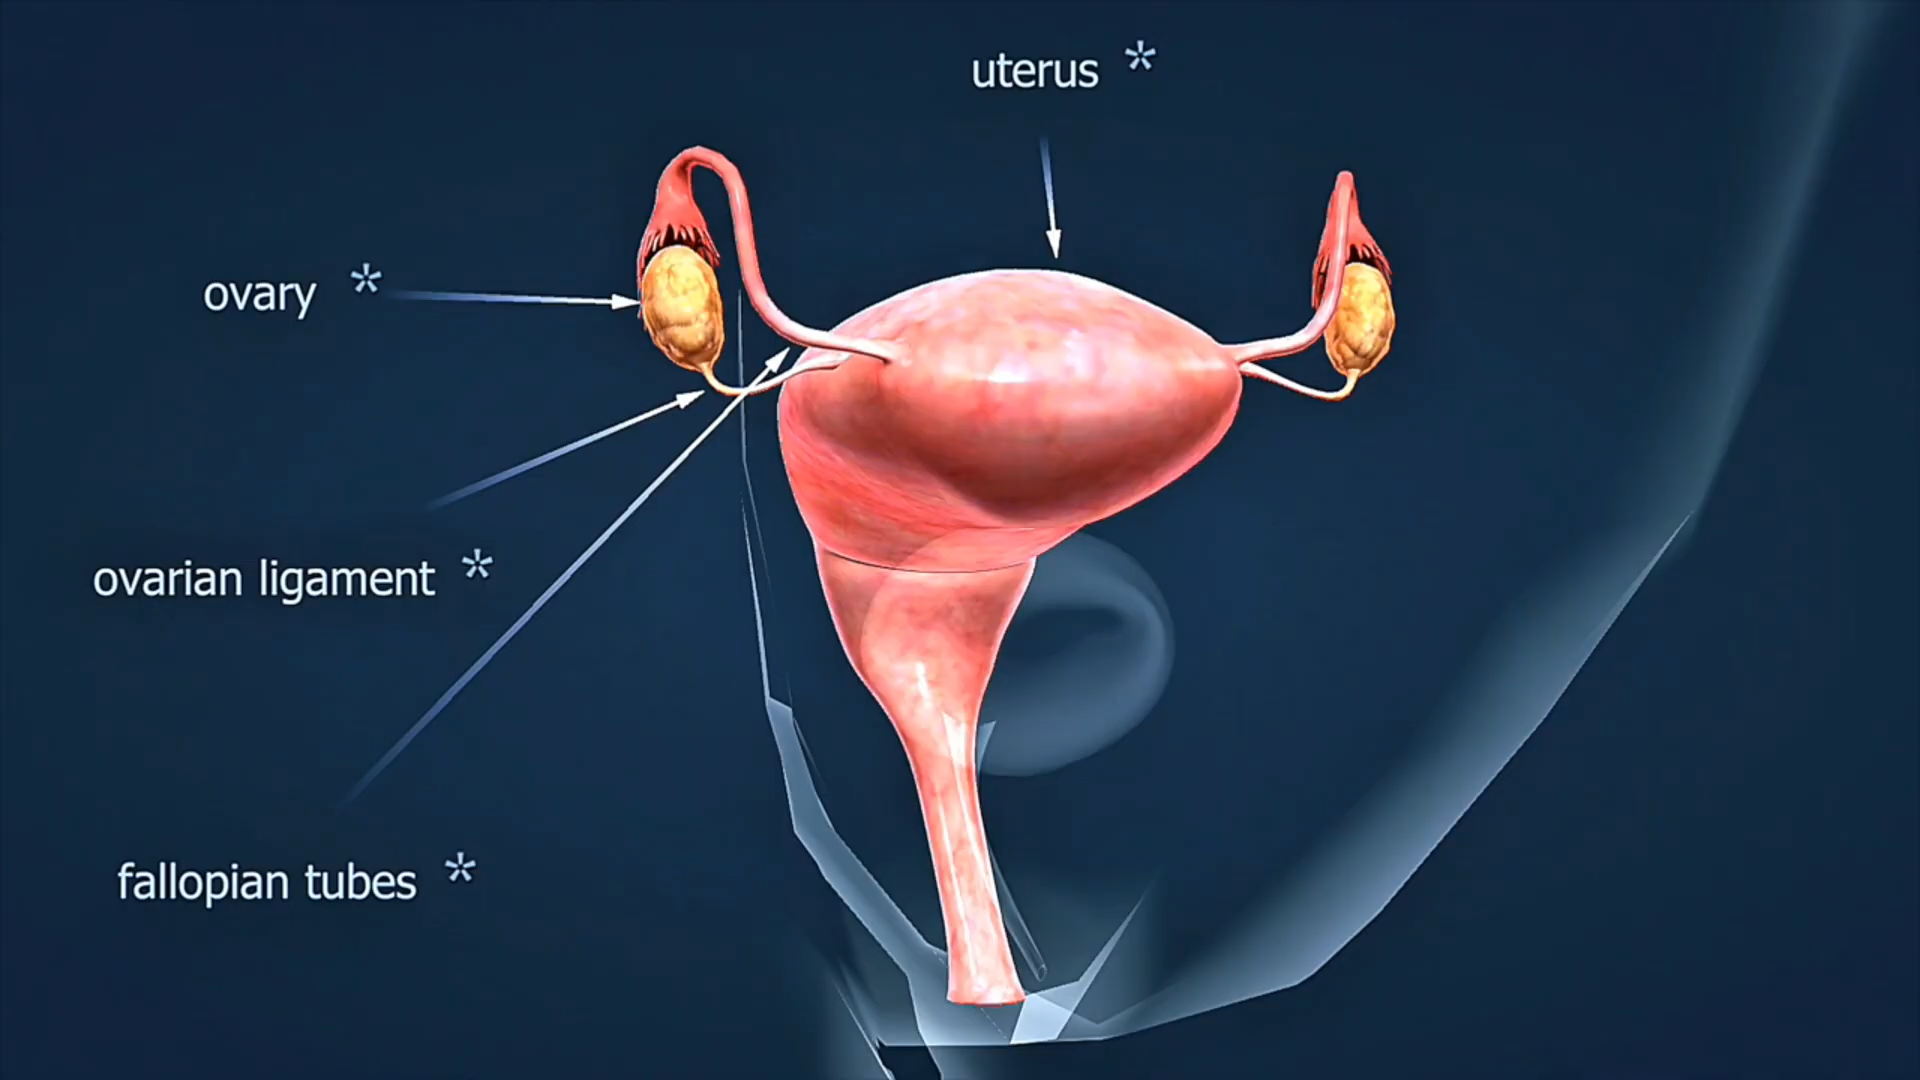 uterus *
ovary *
ovarian ligament *
fallopian tubes *